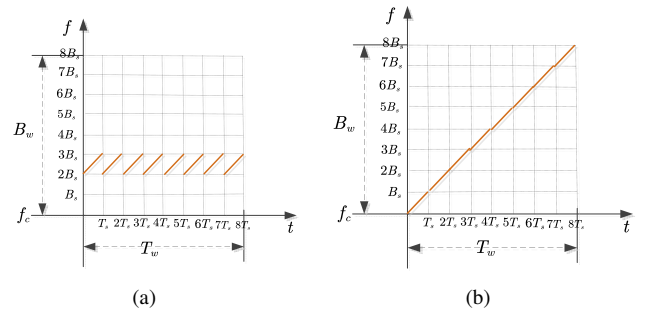 f
8B_s
7B_s
6B_s
5B_s
4B_s
3B_s
2B_s
B_s
B_w
f_c
T_s 2T_s 3T_s 4T_s 5T_s 6T_s 7T_s 8T_s
t
T_w
(a)
f
8B_s
7B_s
6B_s
5B_s
4B_s
3B_s
2B_s
B_s
B_w
f_c
T_s 2T_s 3T_s 4T_s 5T_s 6T_s 7T_s 8T_s
t
T_w
(b)